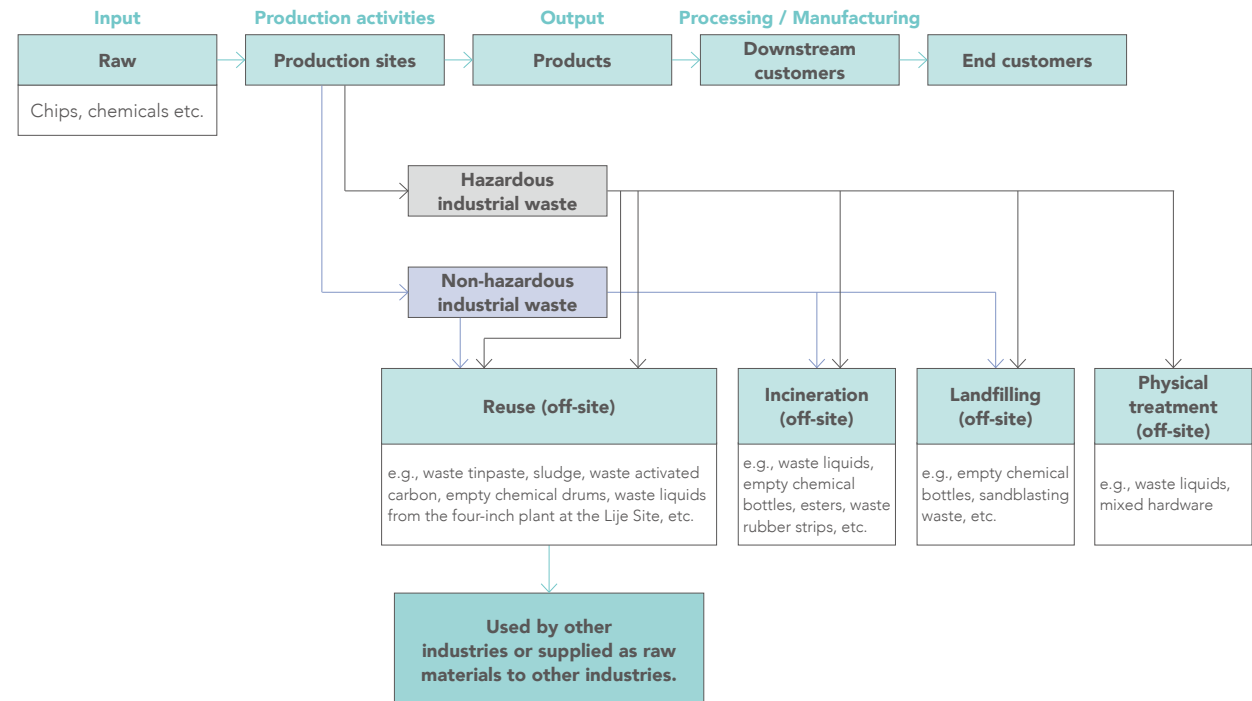 Input
Production activities
Output
Processing / Manufacturing
Raw
Production sites
Products
Downstream
customers
End customers
Chips, chemicals etc.
Hazardous
industrial waste
Non-hazardous
industrial waste
Reuse (off-site)
e.g., waste tinpaste, sludge, waste activated
carbon, empty chemical drums, waste liquids
from the four-inch plant at the Lije Site, etc.
Incineration
(off-site)
e.g., waste liquids,
empty chemical
bottles, esters, waste
rubber strips, etc.
Landfilling
(off-site)
e.g., empty chemical
bottles, sandblasting
waste, etc.
Physical
treatment
(off-site)
e.g., waste liquids,
mixed hardware
Used by other
industries or supplied as raw
materials to other industries.